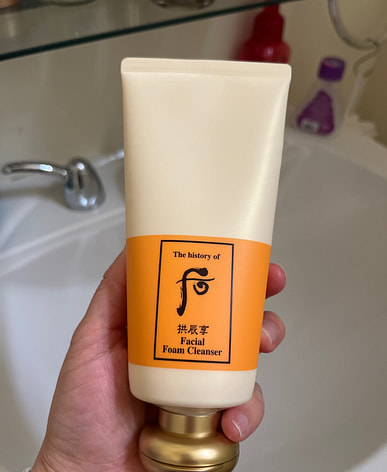 The history of
后
拱辰享
Facial
Foam Cleanser